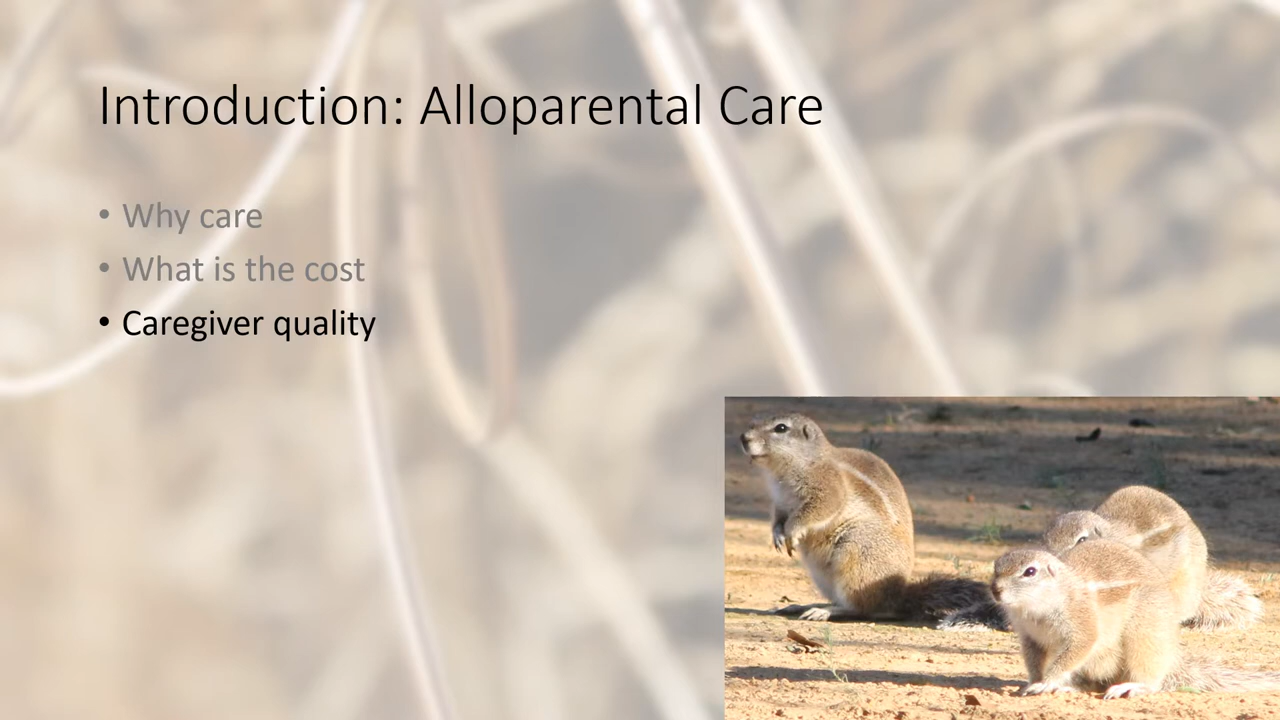 Introduction: Alloparental Care
• Why care
• What is the cost
• Caregiver quality